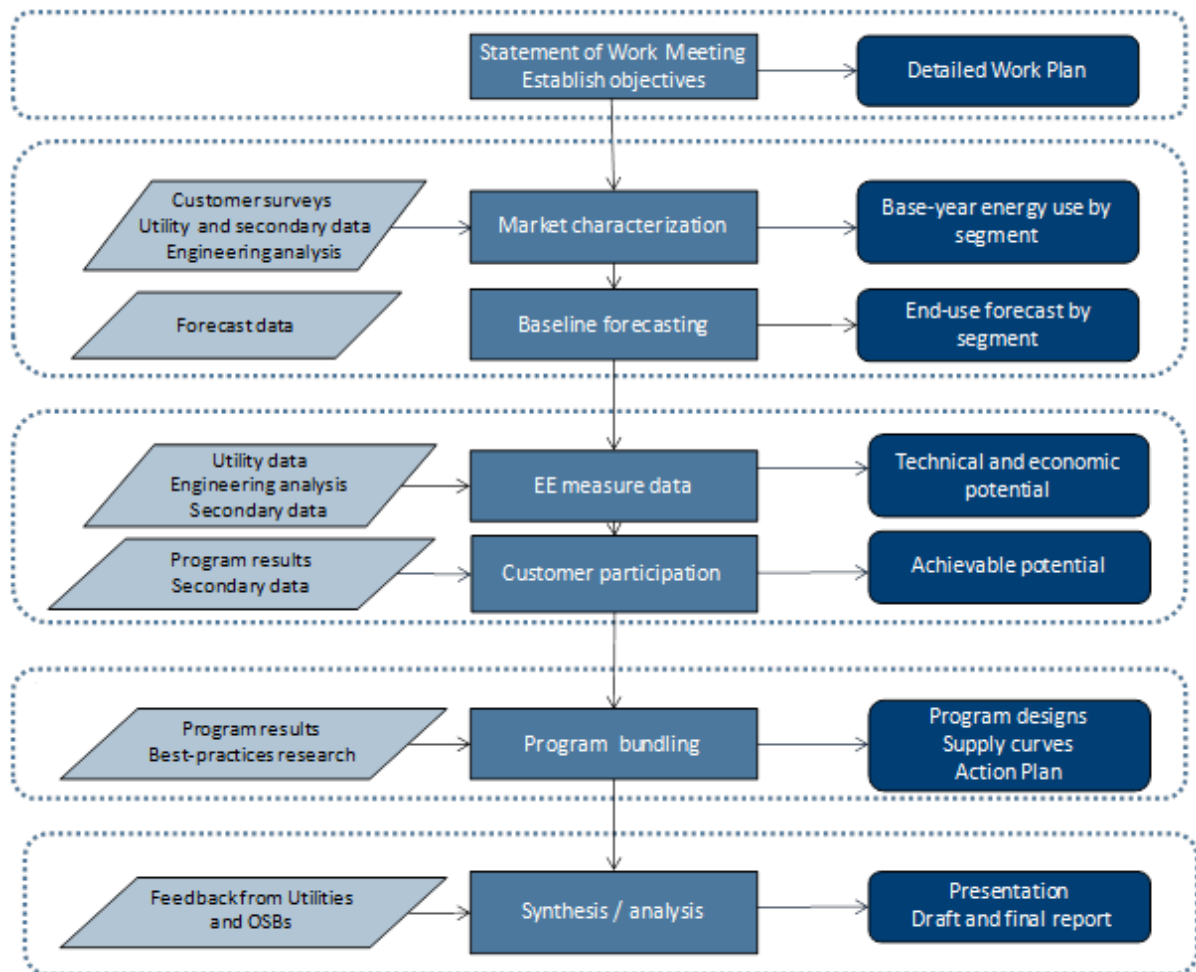 Statement of Work Meeting
Establish objectives
Detailed Work Plan
Customer surveys
Utility and secondary data
Engineering analysis
Market characterization
Base-year energy use by
segment
Forecast data
Baseline forecasting
End-use forecast by
segment
Utility data
Engineering analysis
Secondary data
EE measure data
Technical and economic
potential
Program results
Secondary data
Customer participation
Achievable potential
Program results
Best-practices research
Program bundling
Program designs
Supply curves
Action Plan
Feedback from Utilities
and OSBs
Synthesis / analysis
Presentation
Draft and final report